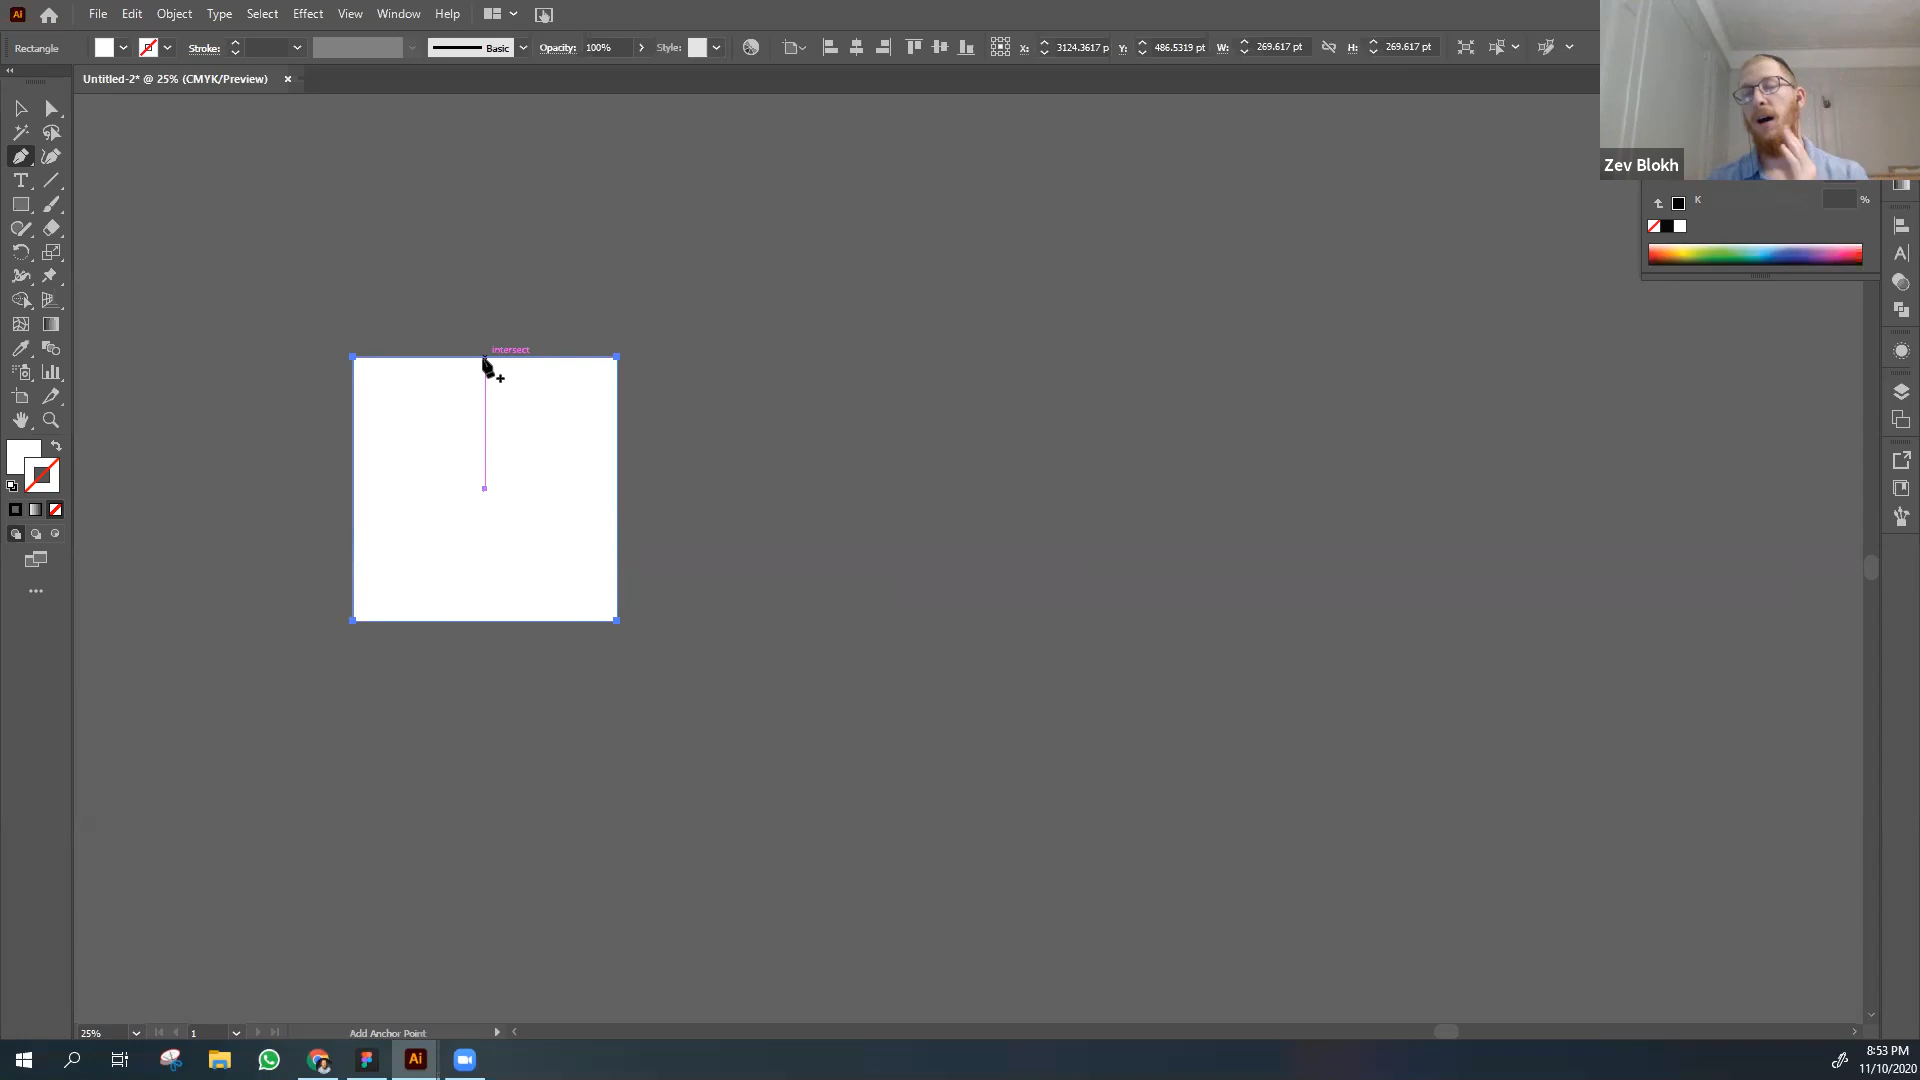 Ai File Edit Object Type Select Effect View Window Help
Rectangle Stroke: Basic Opacity: 100% Style: X: 3124.3617 p Y: 486.5319 pt W: 269.617 pt H: 269.617 pt
Untitled-2* @ 25% (CMYK/Preview)
Zev Blokh
K %
intersect
25% 1 Add Anchor Point
Ai
8:53 PM
11/10/2020